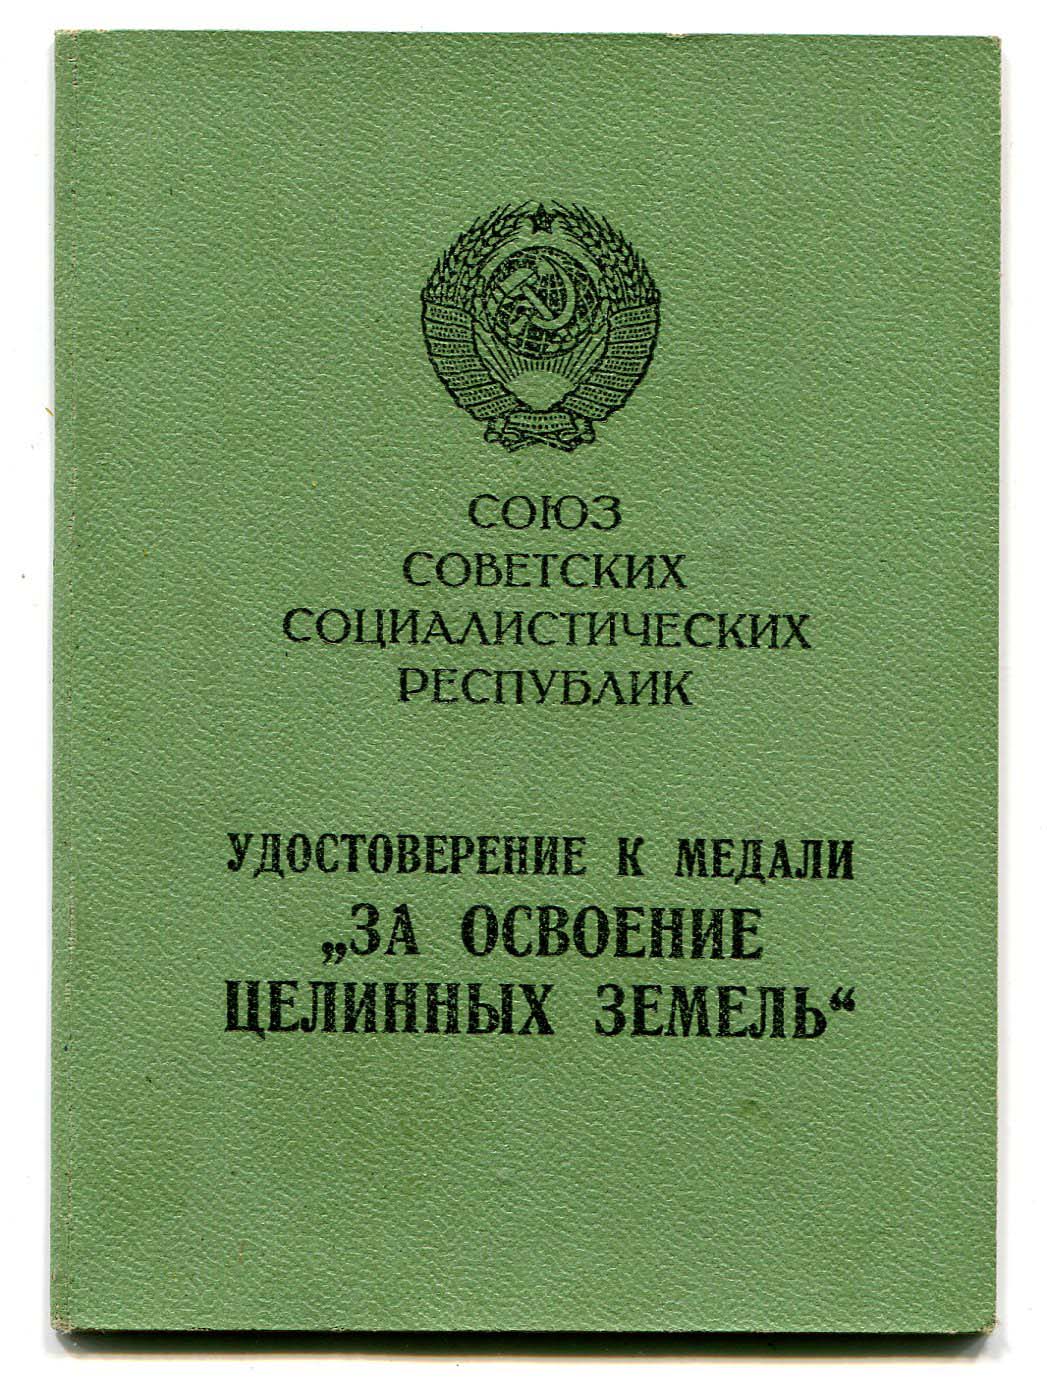 СОЮЗ
СОВЕТСКИХ
СОЦИАЛИСТИЧЕСКИХ
РЕСПУБЛИК
УДОСТОВЕРЕНИЕ К МЕДАЛИ
„ЗА ОСВОЕНИЕ
ЦЕЛИННЫХ ЗЕМЕЛЬ“